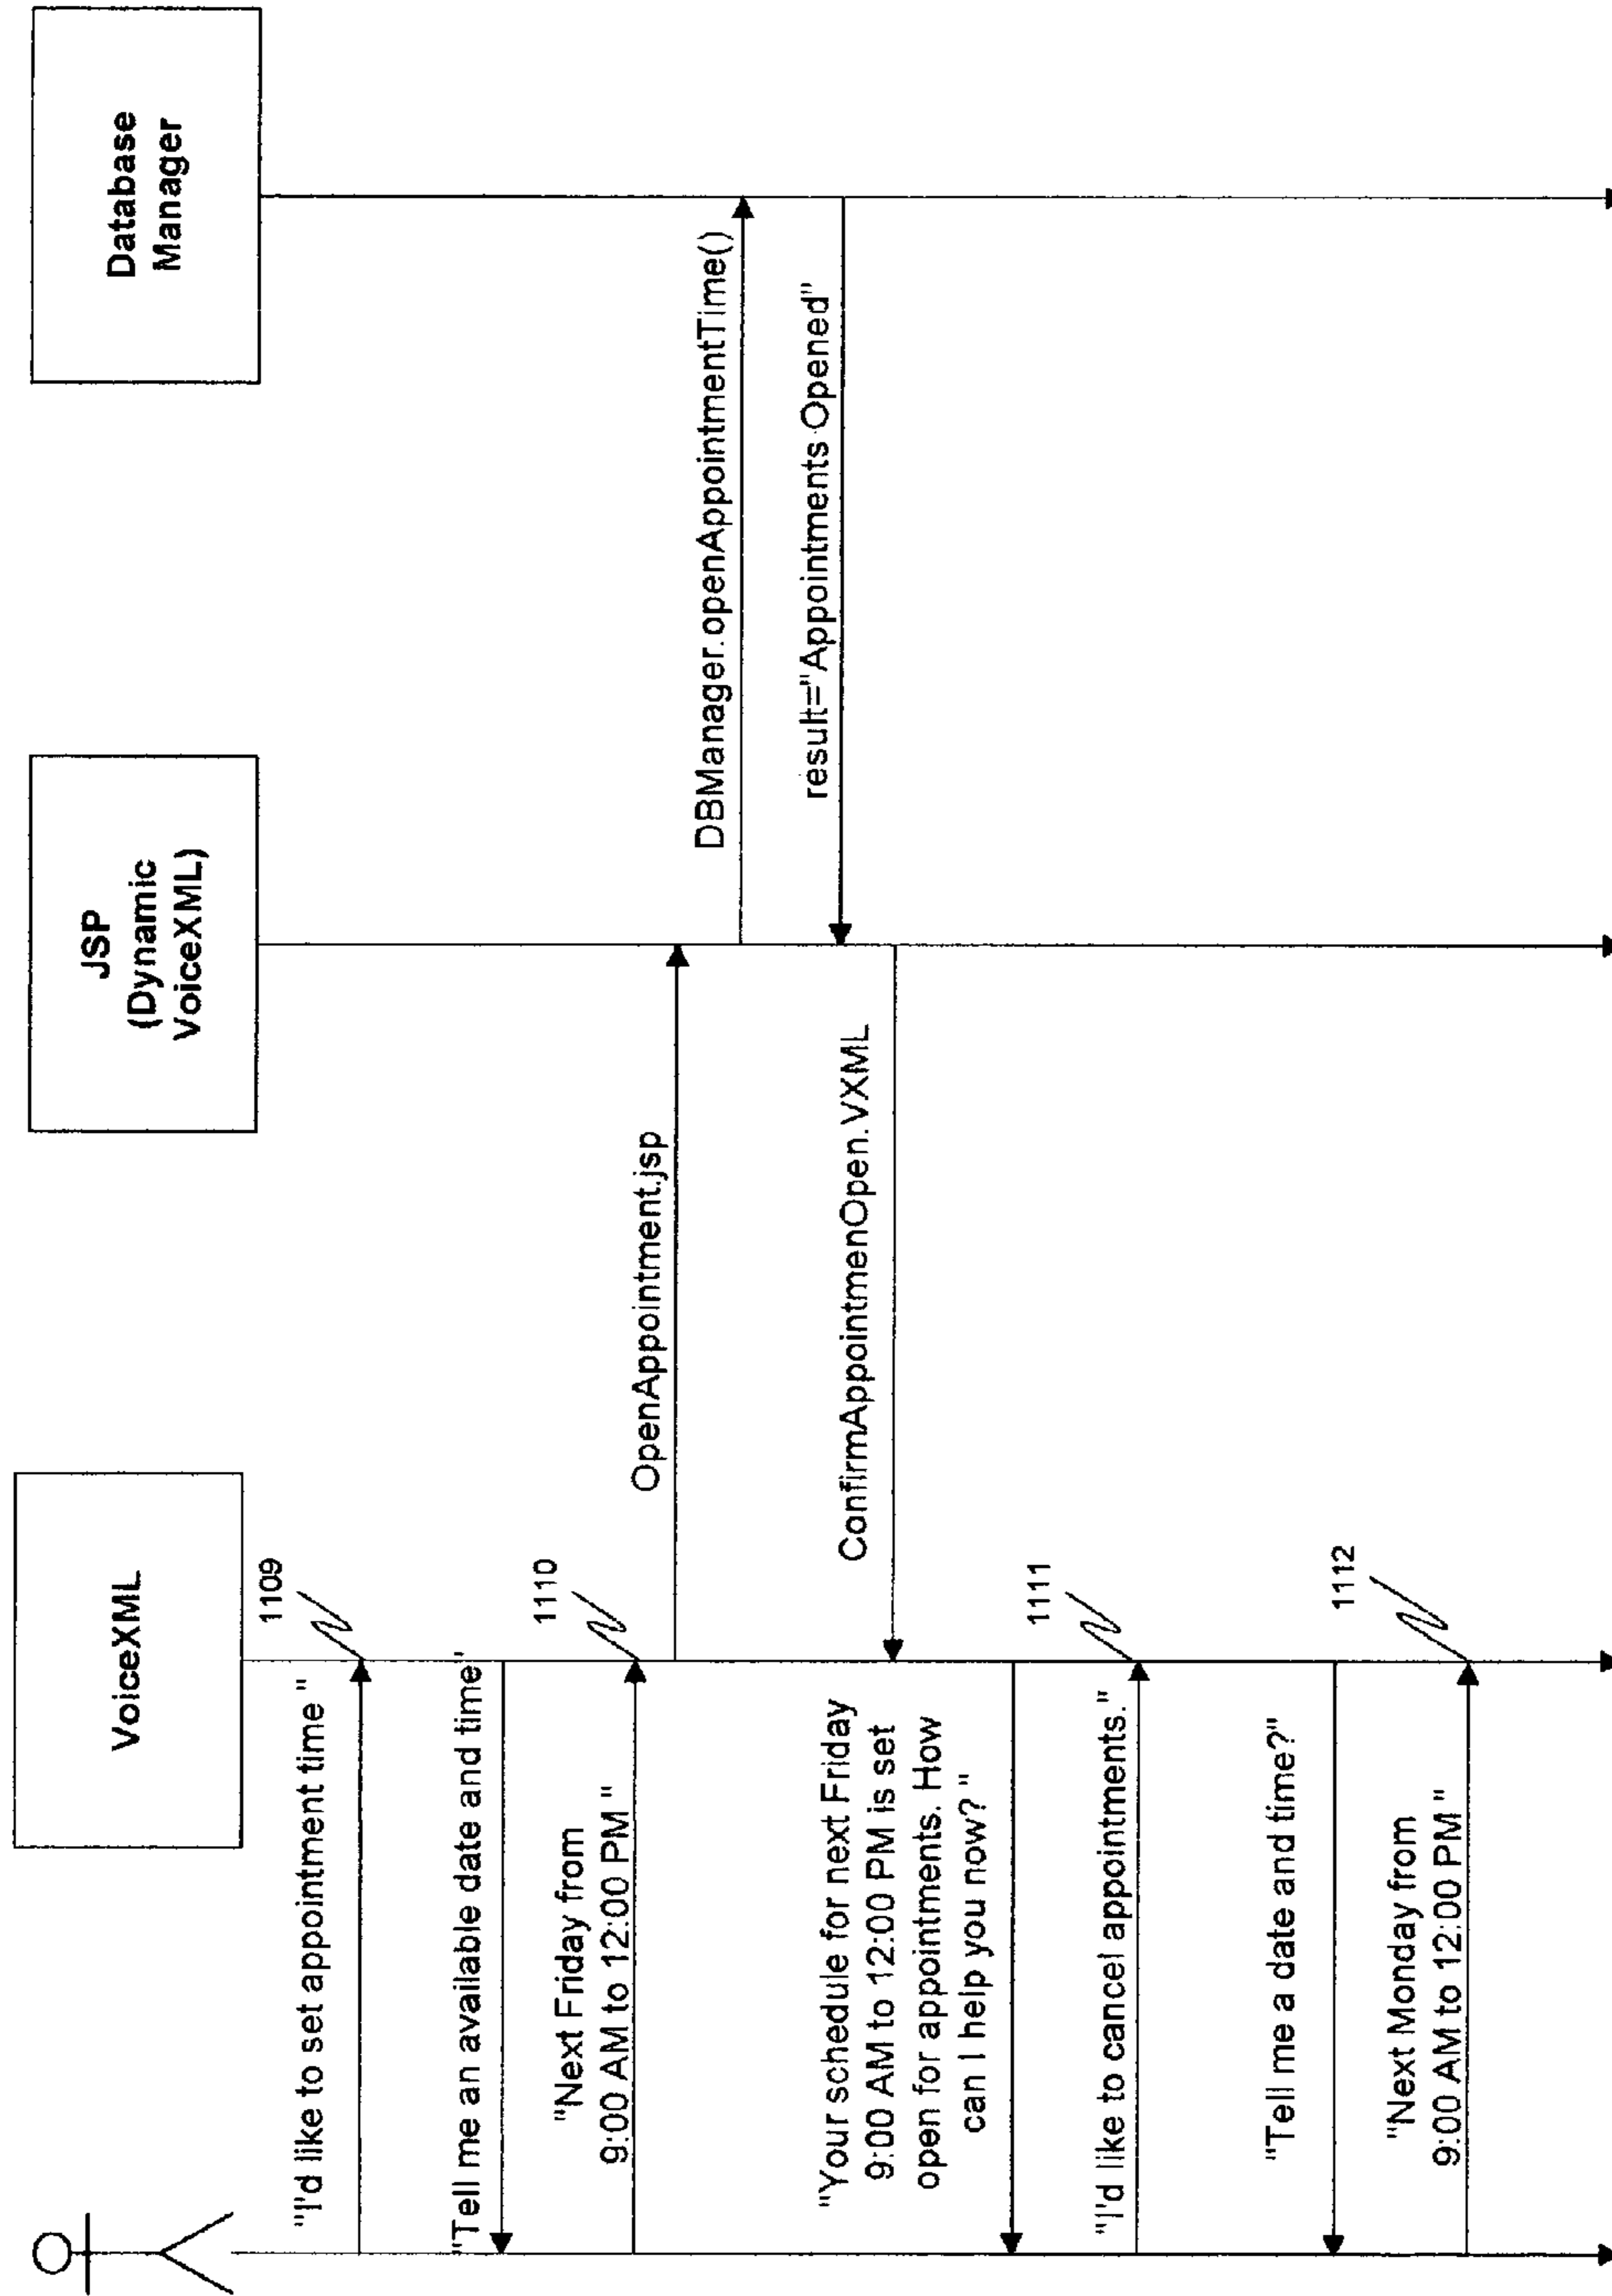 VoiceXML
JSP
(Dynamic
VoiceXML)
Database
Manager
1109
"I'd like to set appointment time"
"Tell me an available date and time'
1110
"Next Friday from
9:00 AM to 12:00 PM"
OpenAppointment.jsp
DBManager.openAppointmentTime()
result="Appointments Opened"
ConfirmAppointmenOpen.VXML
"Your schedule for next Friday
9:00 AM to 12:00 PM is set
open for appointments. How
can I help you now?"
1111
"I'd like to cancel appointments."
"Tell me a date and time?"
1112
"Next Monday from
9:00 AM to 12:00 PM"